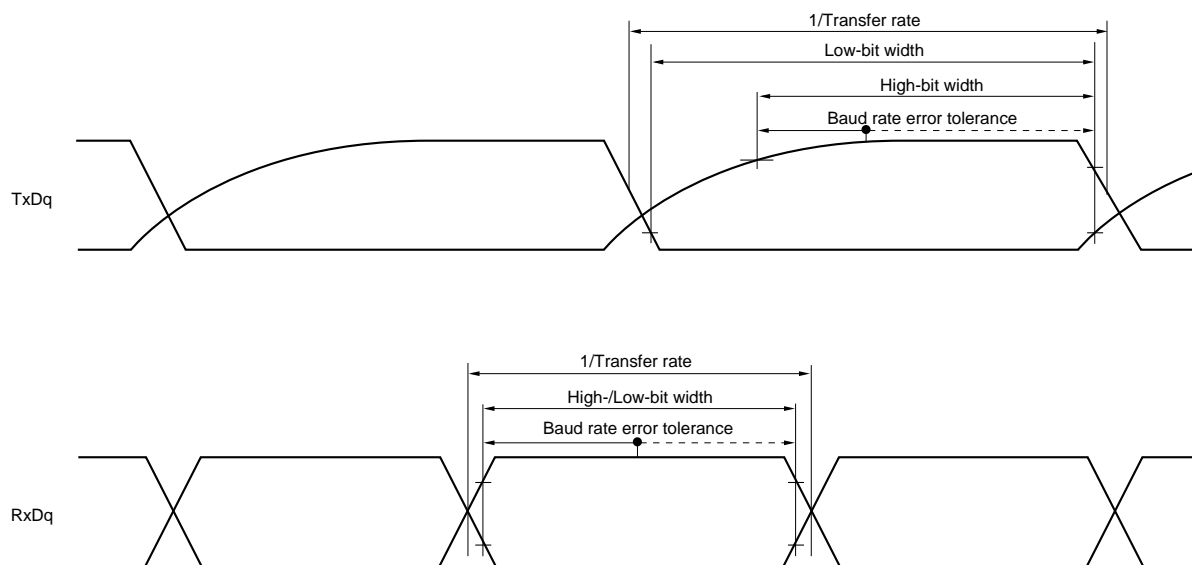 1/Transfer rate
Low-bit width
High-bit width
Baud rate error tolerance
TxDq
1/Transfer rate
High-/Low-bit width
Baud rate error tolerance
RxDq